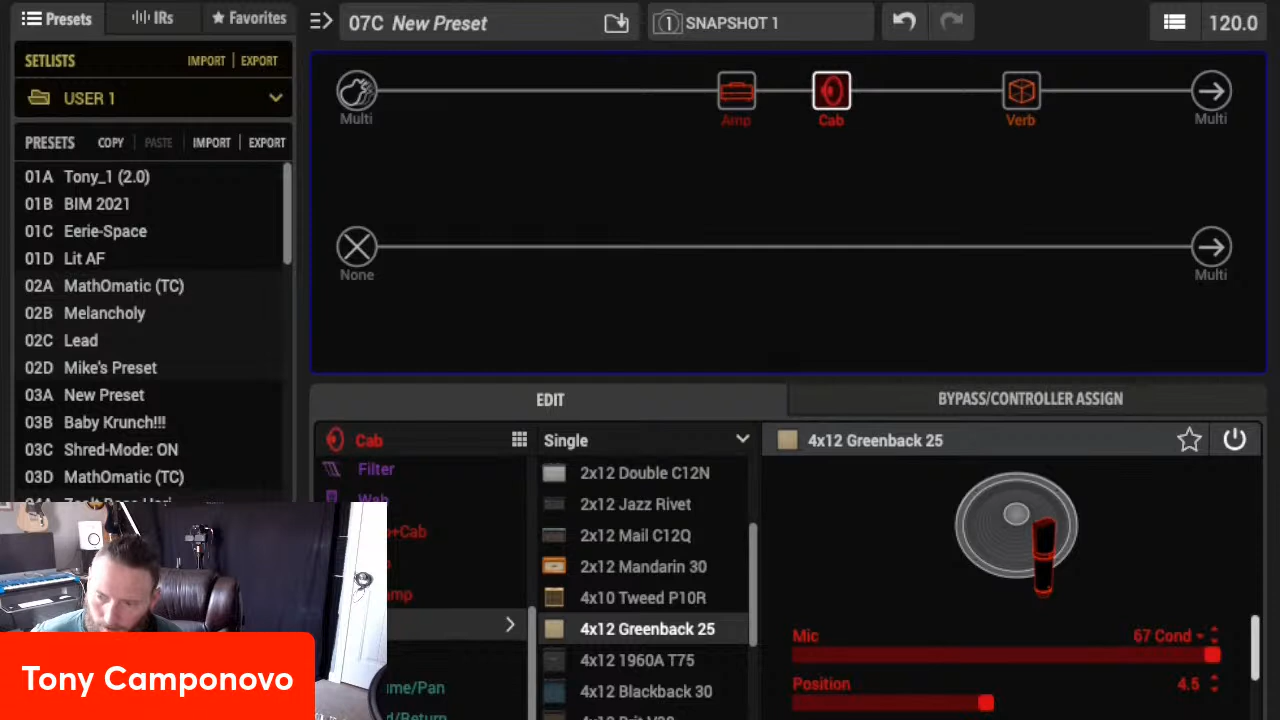 Presets
IRs
Favorites
07C New Preset
1 SNAPSHOT 1
120.0
SETLISTS IMPORT EXPORT
USER 1
PRESETS COPY PASTE IMPORT EXPORT
01A Tony_1 (2.0)
01B BIM 2021
01C Eerie-Space
01D Lit AF
02A MathOmatic (TC)
02B Melancholy
02C Lead
02D Mike's Preset
03A New Preset
03B Baby Krunch!!!
03C Shred-Mode: ON
03D MathOmatic (TC)
Multi
Amp
Cab
Verb
Multi
None
Multi
EDIT
BYPASS/CONTROLLER ASSIGN
Cab
Filter
Single
2x12 Double C12N
2x12 Jazz Rivet
2x12 Mail C12Q
2x12 Mandarin 30
4x10 Tweed P10R
4x12 Greenback 25
4x12 1960A T75
4x12 Blackback 30
4x12 Greenback 25
Mic 67 Cond
Position 4.5
Tony Camponovo